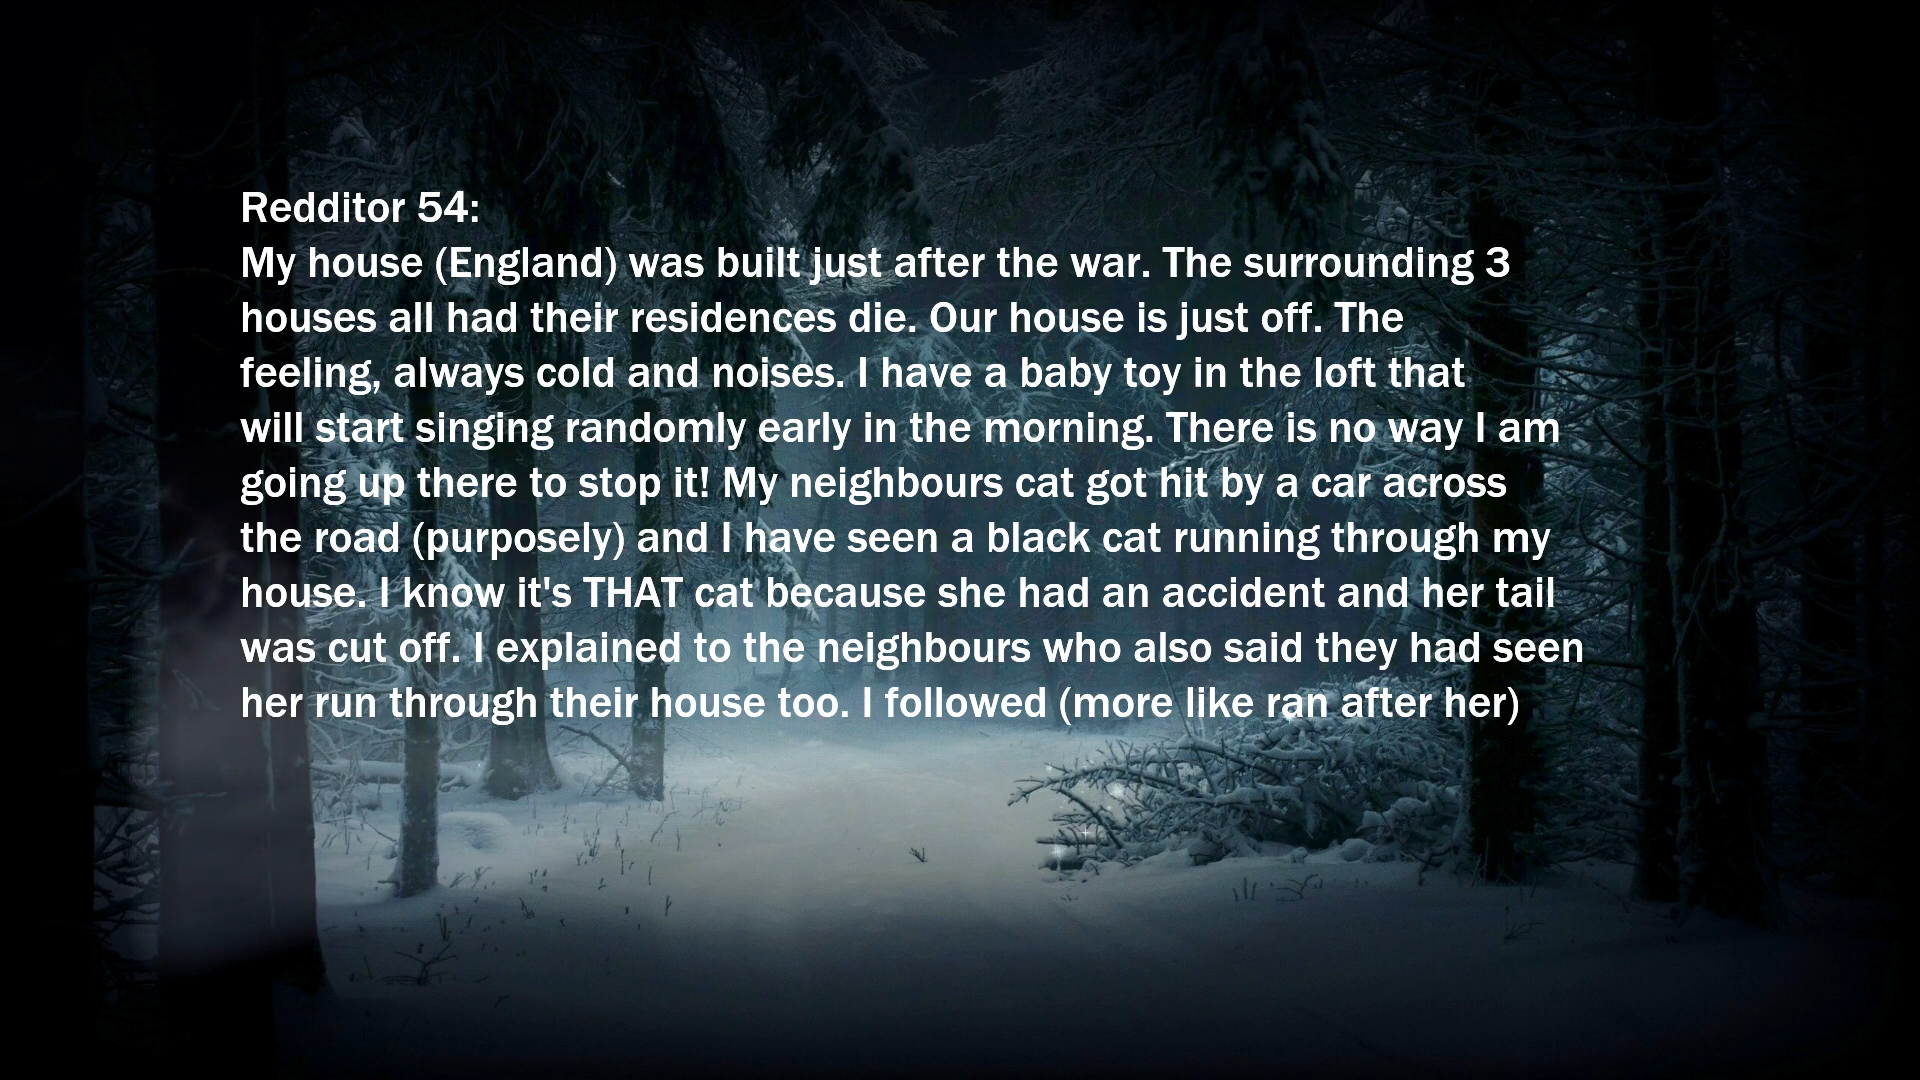 Redditor 54:
My house (England) was built just after the war. The surrounding 3
houses all had their residences die. Our house is just off. The
feeling, always cold and noises. I have a baby toy in the loft that
will start singing randomly early in the morning. There is no way I am
going up there to stop it! My neighbours cat got hit by a car across
the road (purposely) and I have seen a black cat running through my
house. I know it's THAT cat because she had an accident and her tail
was cut off. I explained to the neighbours who also said they had seen
her run through their house too. I followed (more like ran after her)